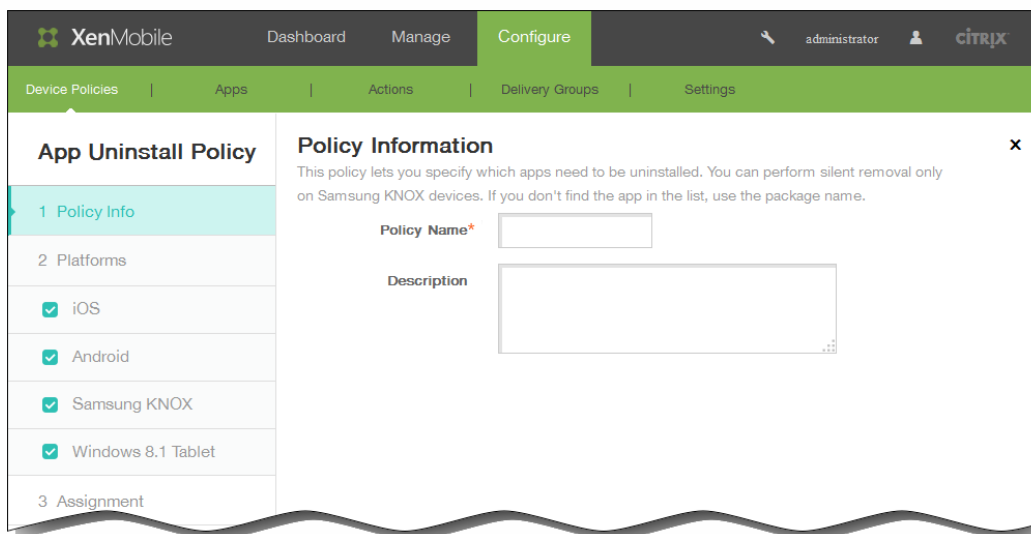 XenMobile Dashboard Manage Configure administrator CİTRIX
Device Policies | Apps | Actions | Delivery Groups | Settings
App Uninstall Policy
1 Policy Info
2 Platforms
iOS
Android
Samsung KNOX
Windows 8.1 Tablet
3 Assignment
Policy Information
This policy lets you specify which apps need to be uninstalled. You can perform silent removal only
on Samsung KNOX devices. If you don't find the app in the list, use the package name.
Policy Name*
Description